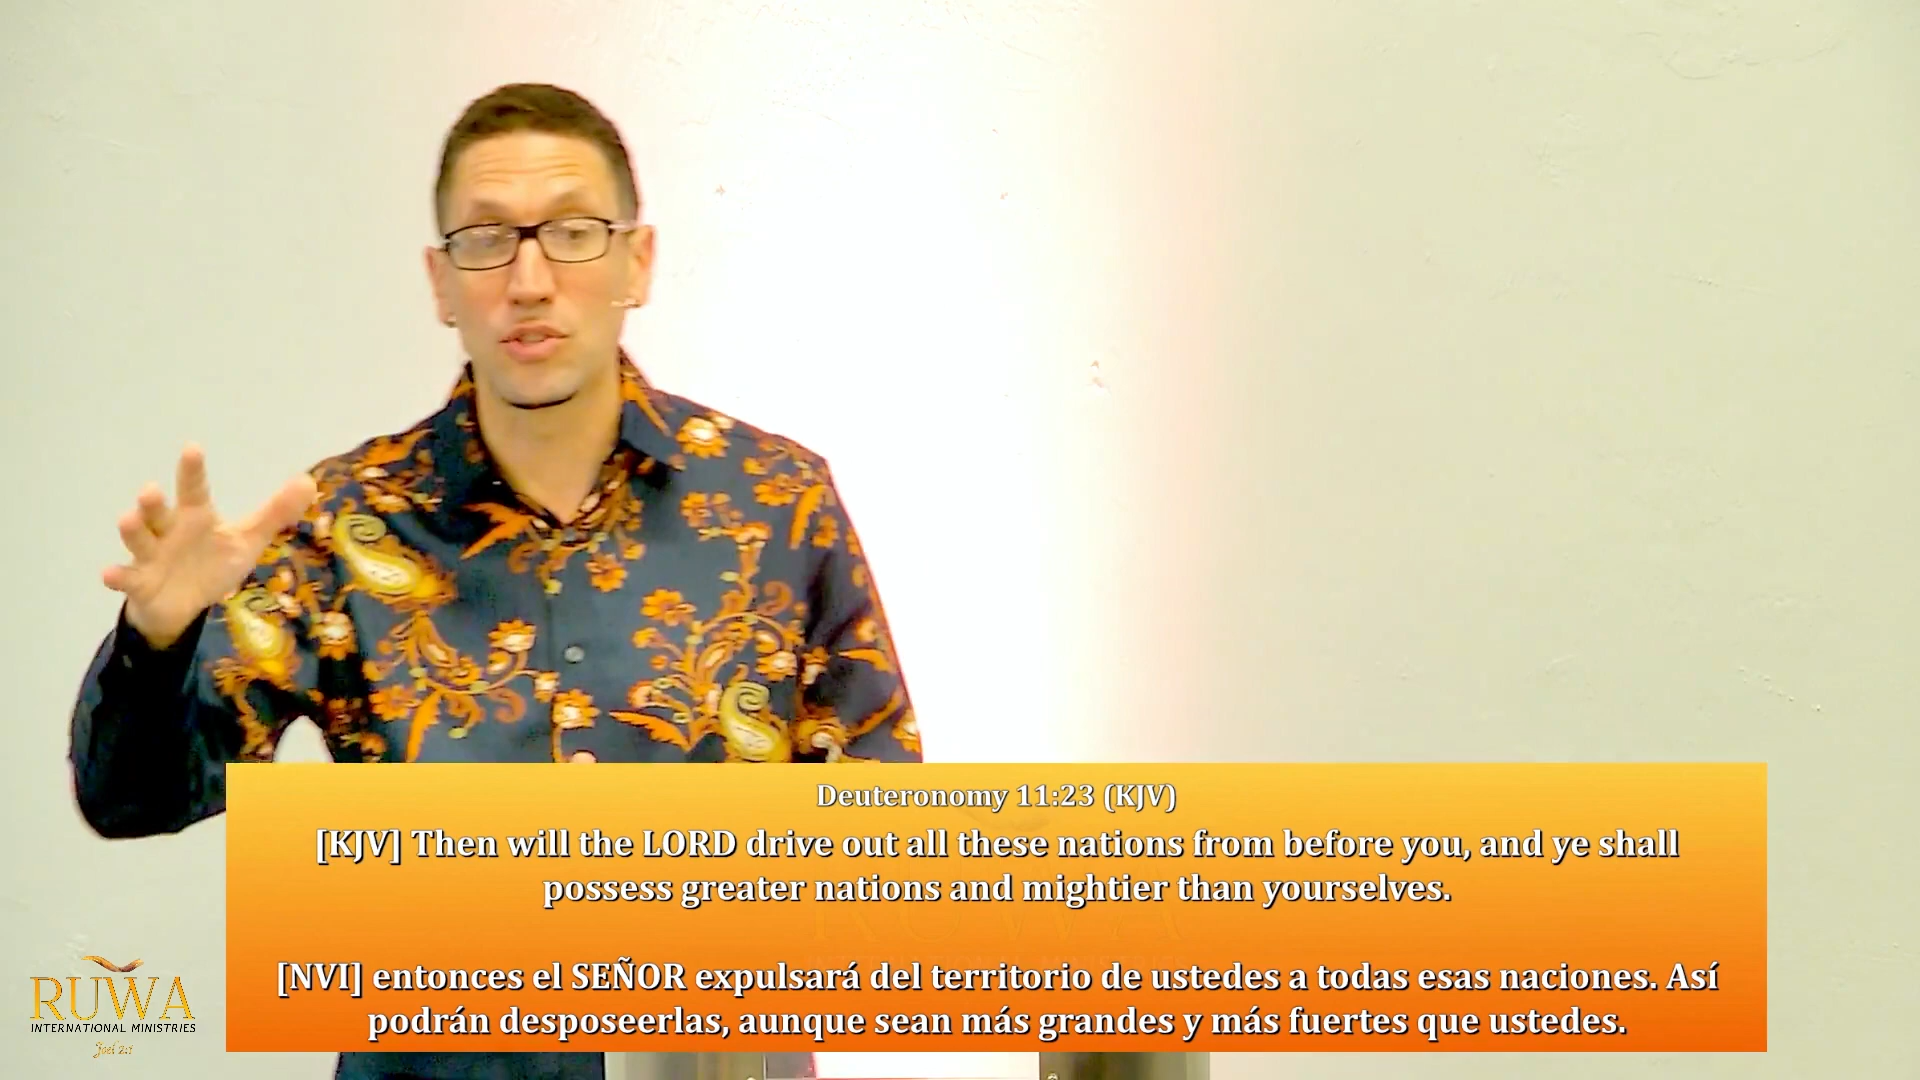 Deuteronomy 11:23 (KJV)
[KJV] Then will the LORD drive out all these nations from before you, and ye shall
possess greater nations and mightier than yourselves.
[NVI] entonces el SEÑOR expulsará del territorio de ustedes a todas esas naciones. Así
podrán desposeerlas, aunque sean más grandes y más fuertes que ustedes.
RUWA
INTERNATIONAL MINISTRIES